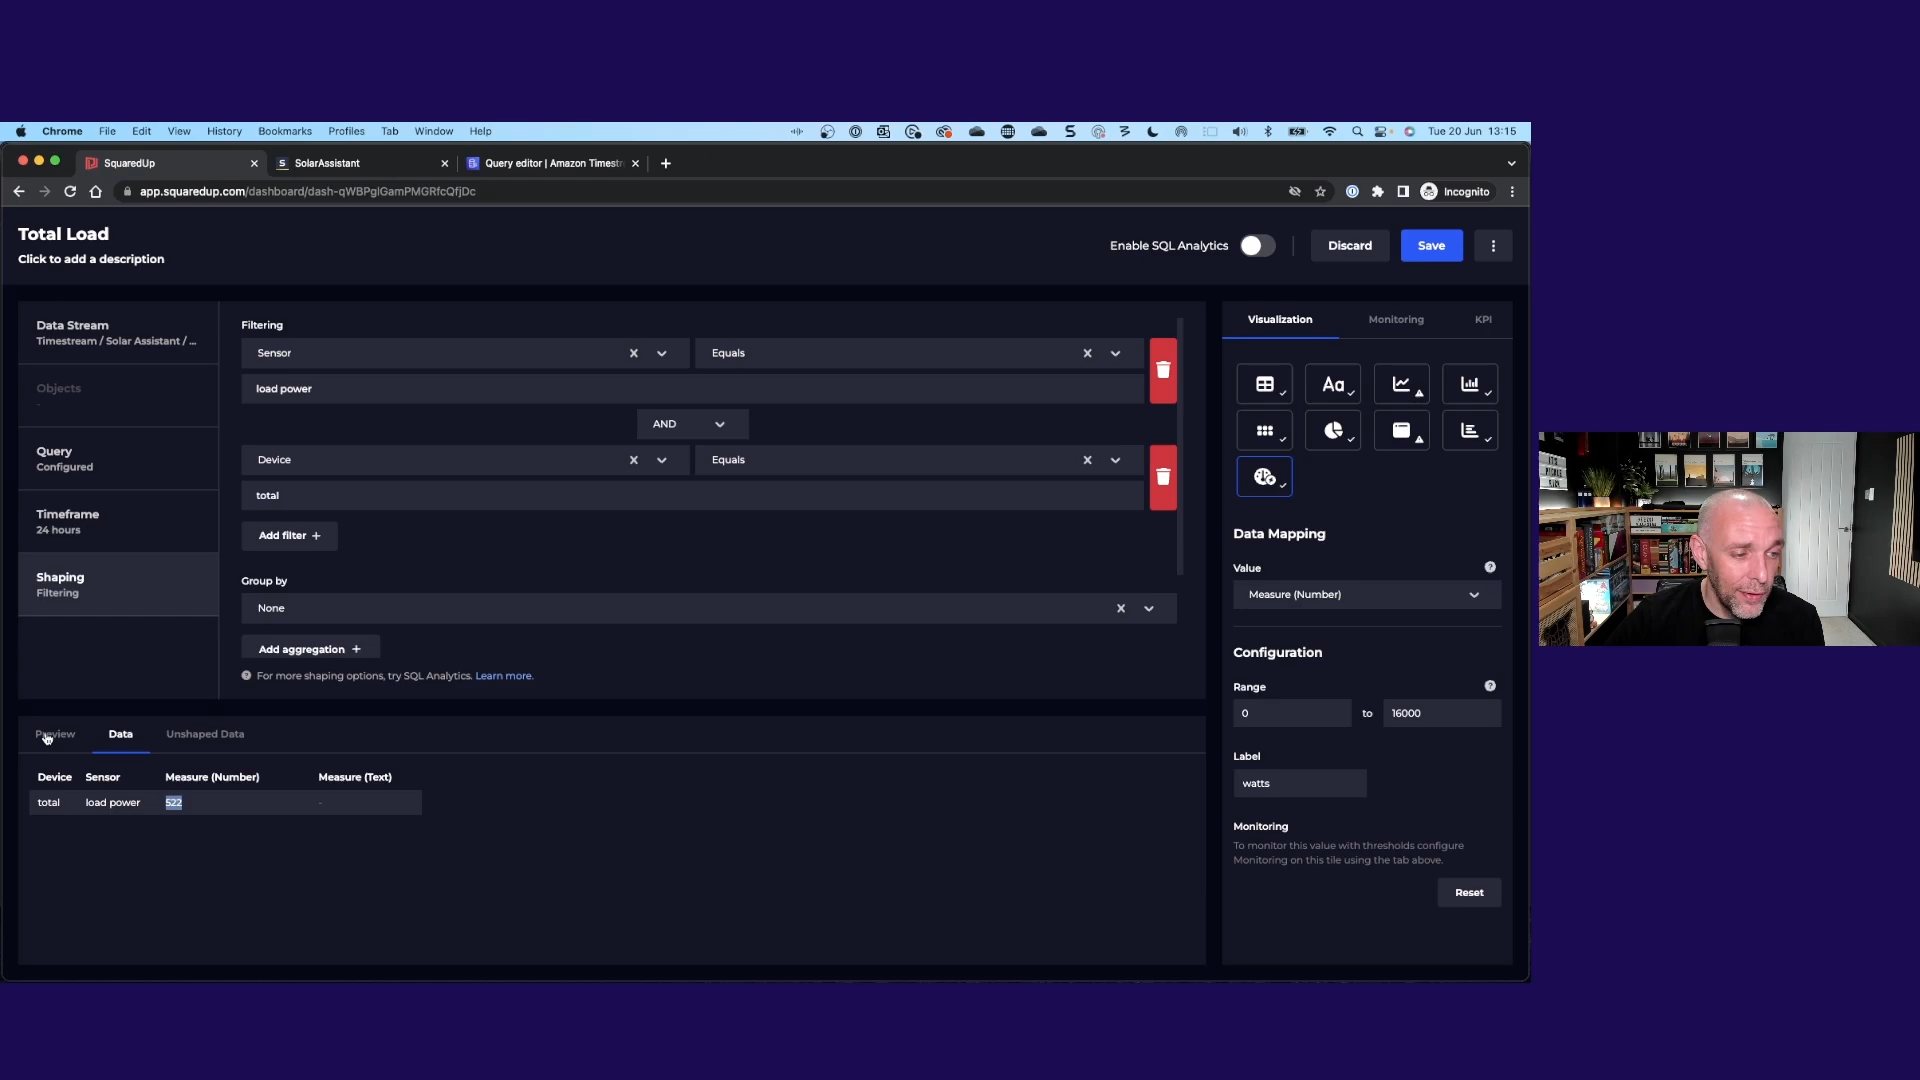 Chrome File Edit View History Bookmarks Profiles Tab Window Help
Tue 20 Jun 13:15
SquaredUp
SolarAssistant
Query editor | Amazon Timestr
app.squaredup.com/dashboard/dash-qWBPglGamPMGRfcQfjDc
Incognito
Total Load
Click to add a description
Enable SQL Analytics
Discard
Save
Data Stream
Timestream / Solar Assistant / ...
Objects
-
Query
Configured
Timeframe
24 hours
Shaping
Filtering
Filtering
Sensor
Equals
load power
AND
Device
Equals
total
Add filter +
Group by
None
Add aggregation +
For more shaping options, try SQL Analytics. Learn more.
Preview
Data
Unshaped Data
Device Sensor Measure (Number) Measure (Text)
total load power 522 -
Visualization
Monitoring
KPI
Aa
Data Mapping
Value
Measure (Number)
Configuration
Range
0 to 16000
Label
watts
Monitoring
To monitor this value with thresholds configure
Monitoring on this tile using the tab above.
Reset